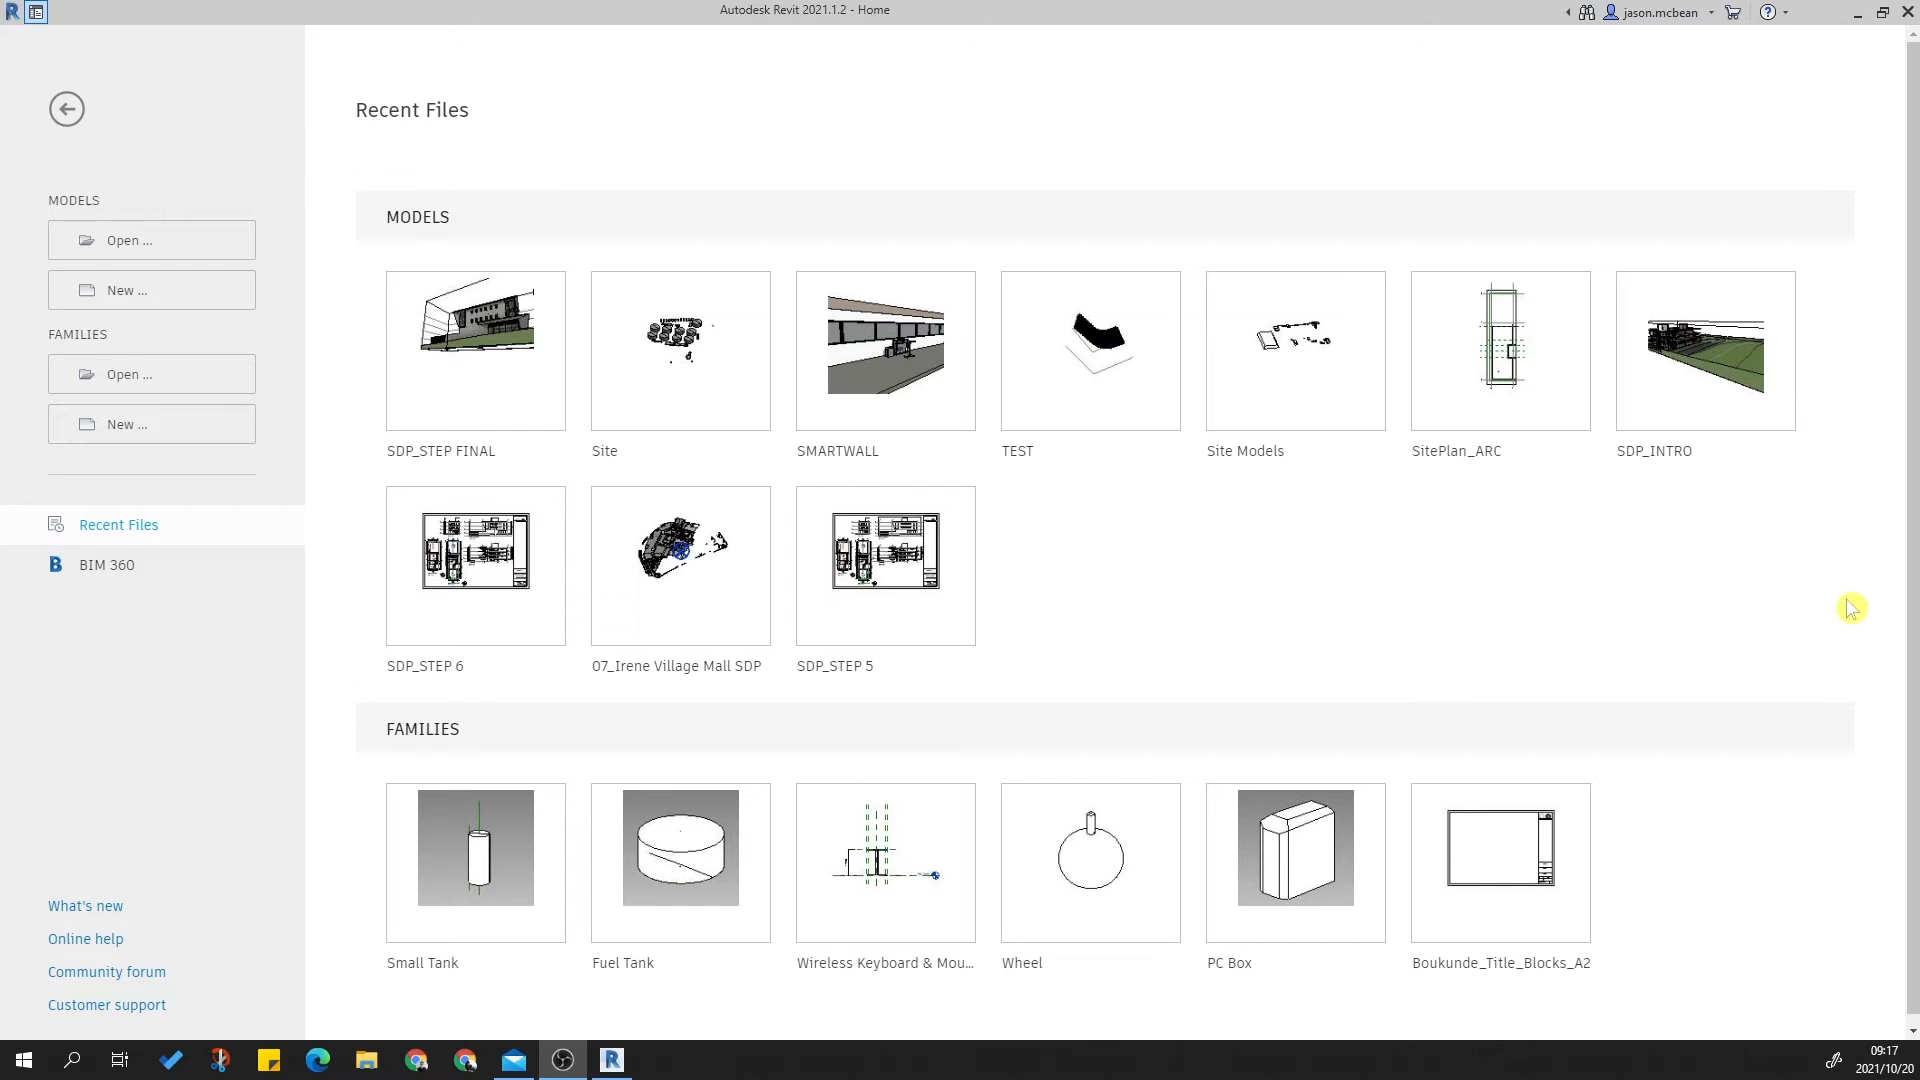 Autodesk Revit 2021.1.2 - Home
jason.mcbean
Recent Files
MODELS
Open ...
New ...
FAMILIES
Open ...
New ...
Recent Files
BIM 360
What's new
Online help
Community forum
Customer support
MODELS
SDP_STEP FINAL
Site
SMARTWALL
TEST
Site Models
SitePlan_ARC
SDP_INTRO
SDP_STEP 6
07_Irene Village Mall SDP
SDP_STEP 5
FAMILIES
Small Tank
Fuel Tank
Wireless Keyboard & Mou...
Wheel
PC Box
Boukunde_Title_Blocks_A2
09:17
2021/10/20